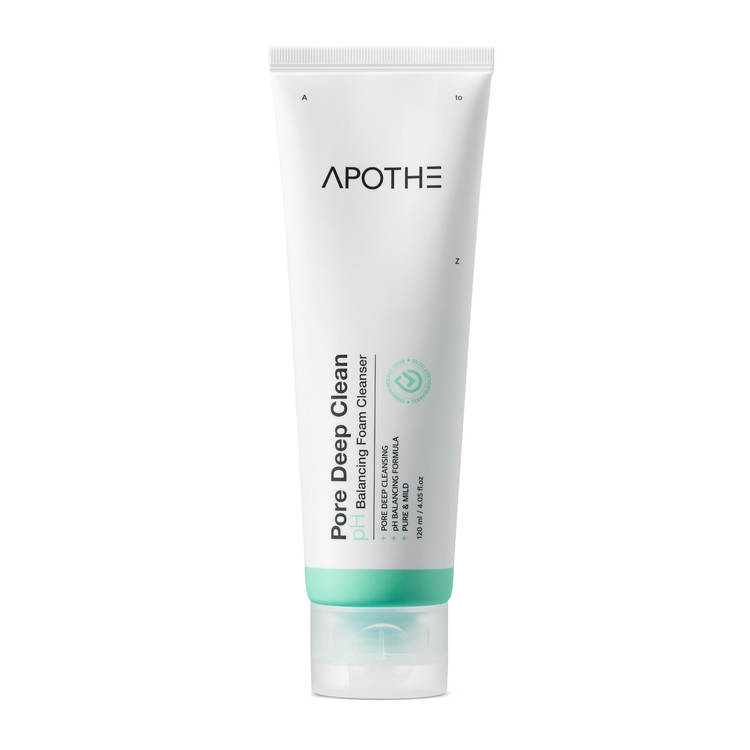 A to
APOTHE
Z
Pore Deep Clean
pH Balancing Foam Cleanser
+ PORE DEEP CLEANSING
+ pH BALANCING FORMULA
+ PURE & MILD
120 ml / 4.05 fl.oz